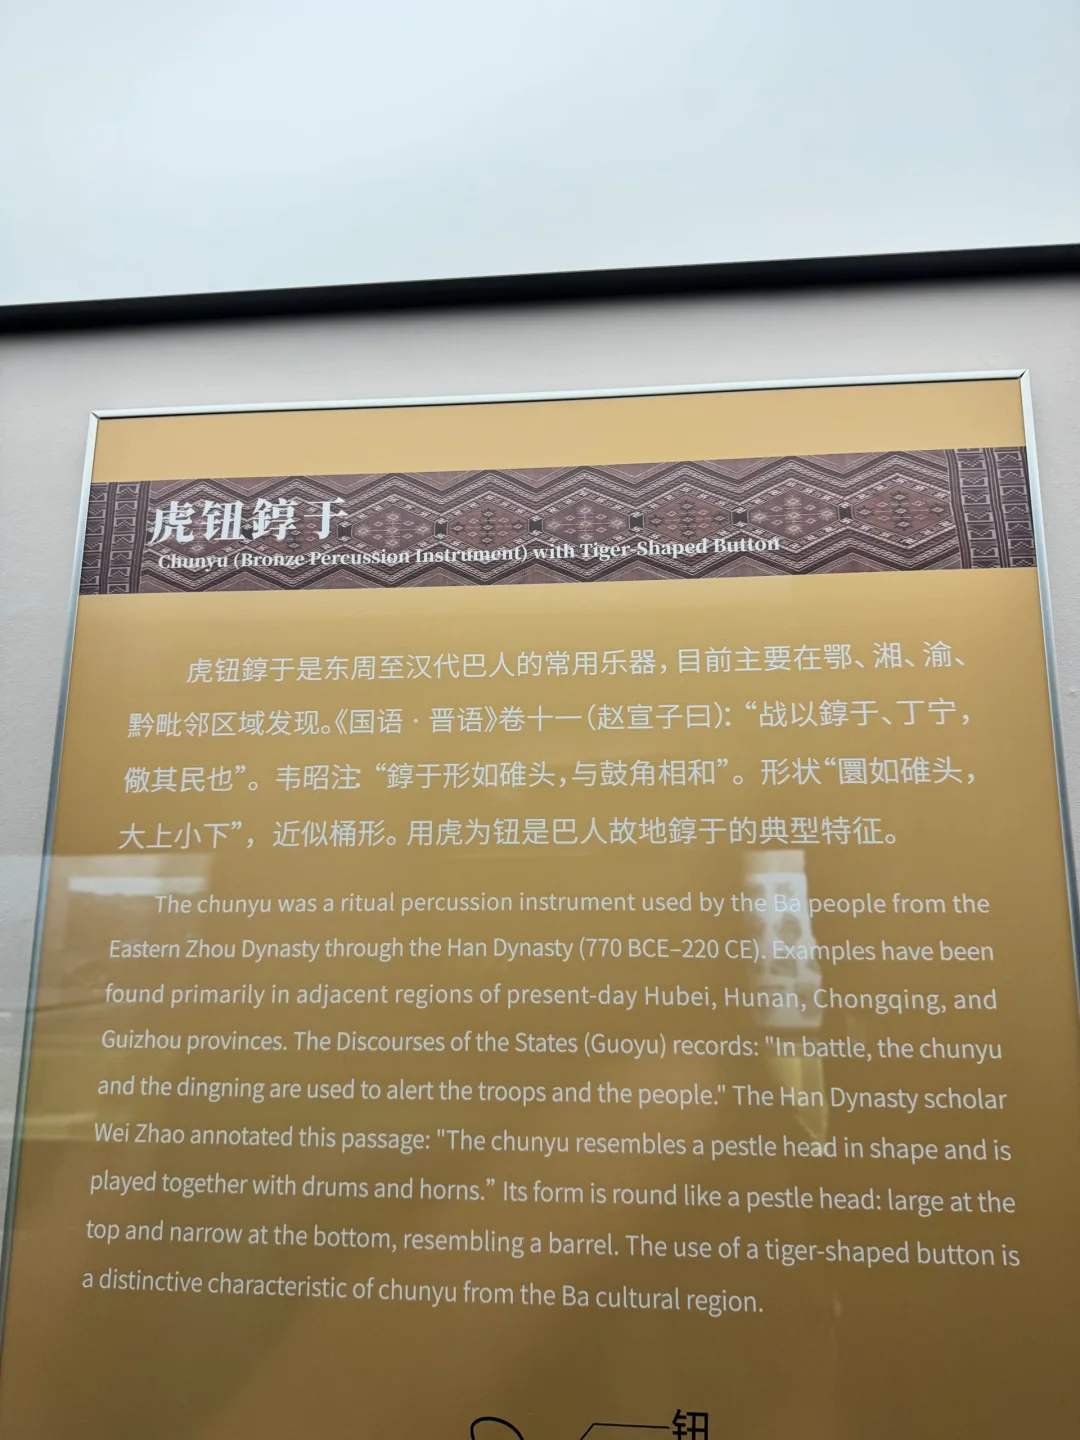 虎钮錞于
Chunyu (Bronze Percussion Instrument) with Tiger-Shaped Button
虎钮錞于是东周至汉代巴人的常用乐器，目前主要在鄂、湘、渝、
黔毗邻区域发现。《国语·晋语》卷十一（赵宣子曰）：“战以錞于、丁宁，
儆其民也”。韦昭注：“錞于形如碓头，与鼓角相和”。形状“圜如碓头，
大上小下”，近似桶形。用虎为钮是巴人故地錞于的典型特征。
The chunyu was a ritual percussion instrument used by the Ba people from the
Eastern Zhou Dynasty through the Han Dynasty (770 BCE–220 CE). Examples have been
found primarily in adjacent regions of present-day Hubei, Hunan, Chongqing, and
Guizhou provinces. The Discourses of the States (Guoyu) records: "In battle, the chunyu
and the dingning are used to alert the troops and the people." The Han Dynasty scholar
Wei Zhao annotated this passage: "The chunyu resembles a pestle head in shape and is
played together with drums and horns.” Its form is round like a pestle head: large at the
top and narrow at the bottom, resembling a barrel. The use of a tiger-shaped button is
a distinctive characteristic of chunyu from the Ba cultural region.
钮